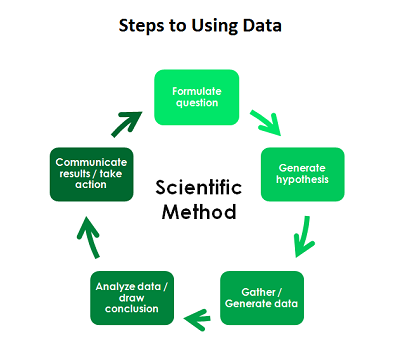 Steps to Using Data
Formulate
question
Generate
hypothesis
Gather /
Generate data
Analyze data /
draw
conclusion
Communicate
results / take
action
Scientific
Method